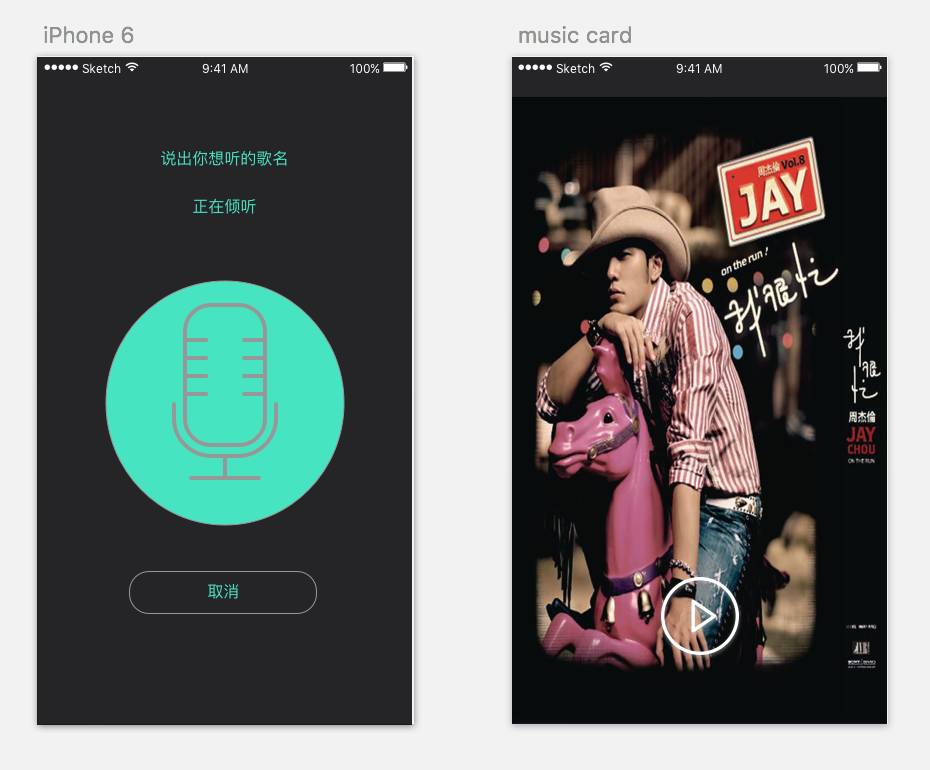 iPhone 6
Sketch 9:41 AM 100%
说出你想听的歌名
正在倾听
取消
music card
Sketch 9:41 AM 100%
周杰倫 Vol.8
JAY
on the run !
我很忙
我很忙
周杰倫
JAY
CHOU
ON THE RUN